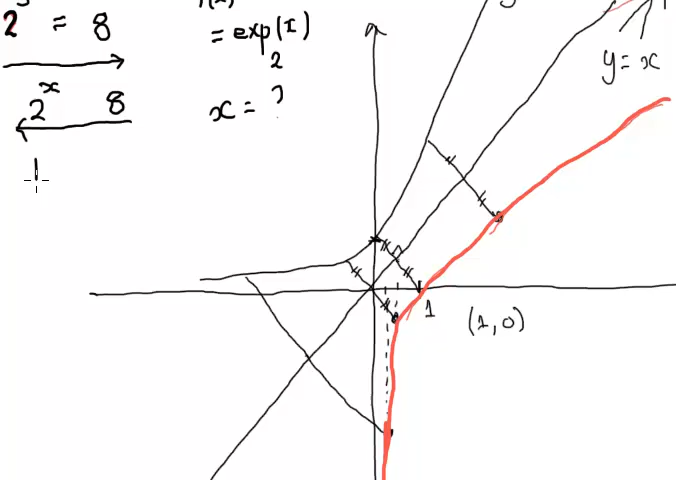 2 = 8
= exp(x)
2
2^x 8
x = ?
y = x
1
(1,0)